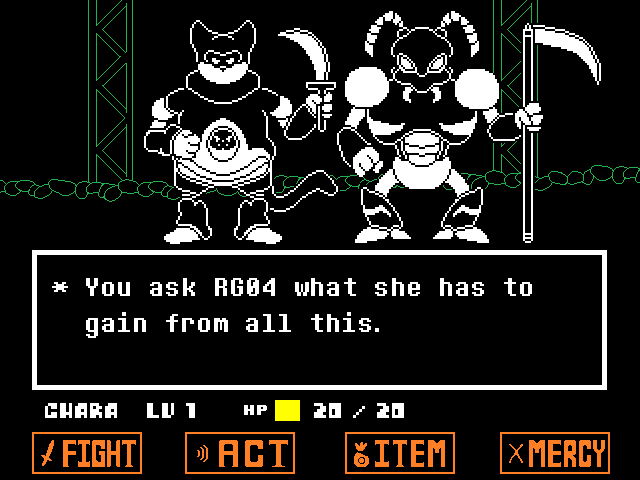 * You ask RG04 what she has to
gain from all this.
CHARA LV 1 HP 20 / 20
FIGHT ACT ITEM MERCY